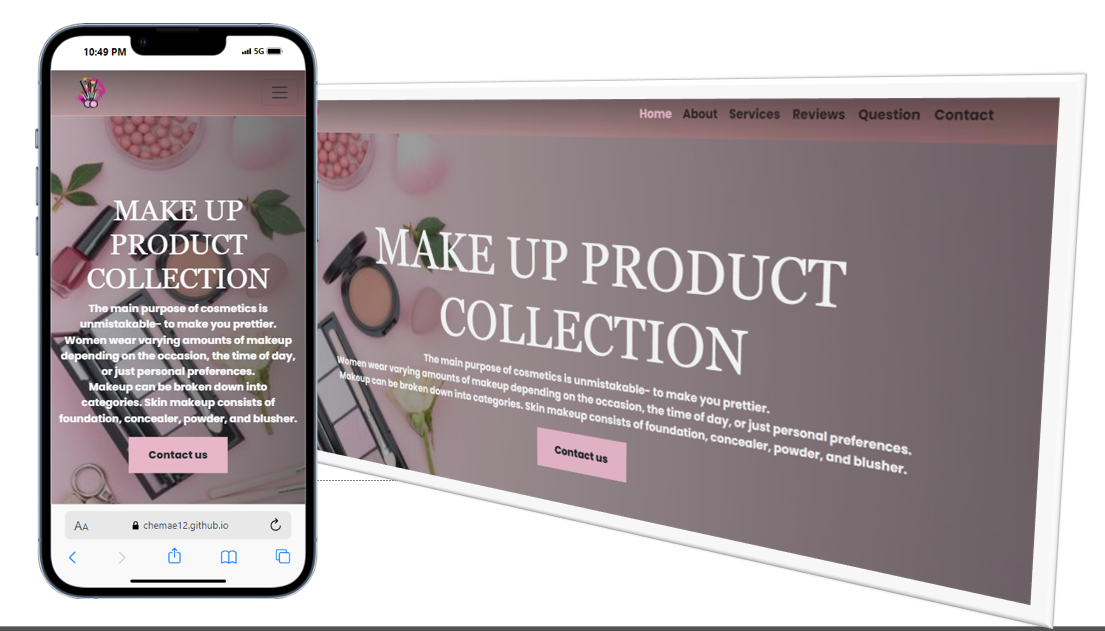 10:49 PM
5G
MAKE UP
PRODUCT
COLLECTION
The main purpose of cosmetics is
unmistakable- to make you prettier.
Women wear varying amounts of makeup
depending on the occasion, the time of day,
or just personal preferences.
Makeup can be broken down into
categories. Skin makeup consists of
foundation, concealer, powder, and blusher.
Contact us
AA
chemae12.github.io
Home About Services Reviews Question Contact
MAKE UP PRODUCT
COLLECTION
The main purpose of cosmetics is unmistakable- to make you prettier.
Women wear varying amounts of makeup depending on the occasion, the time of day, or just personal preferences.
Makeup can be broken down into categories. Skin makeup consists of foundation, concealer, powder, and blusher.
Contact us